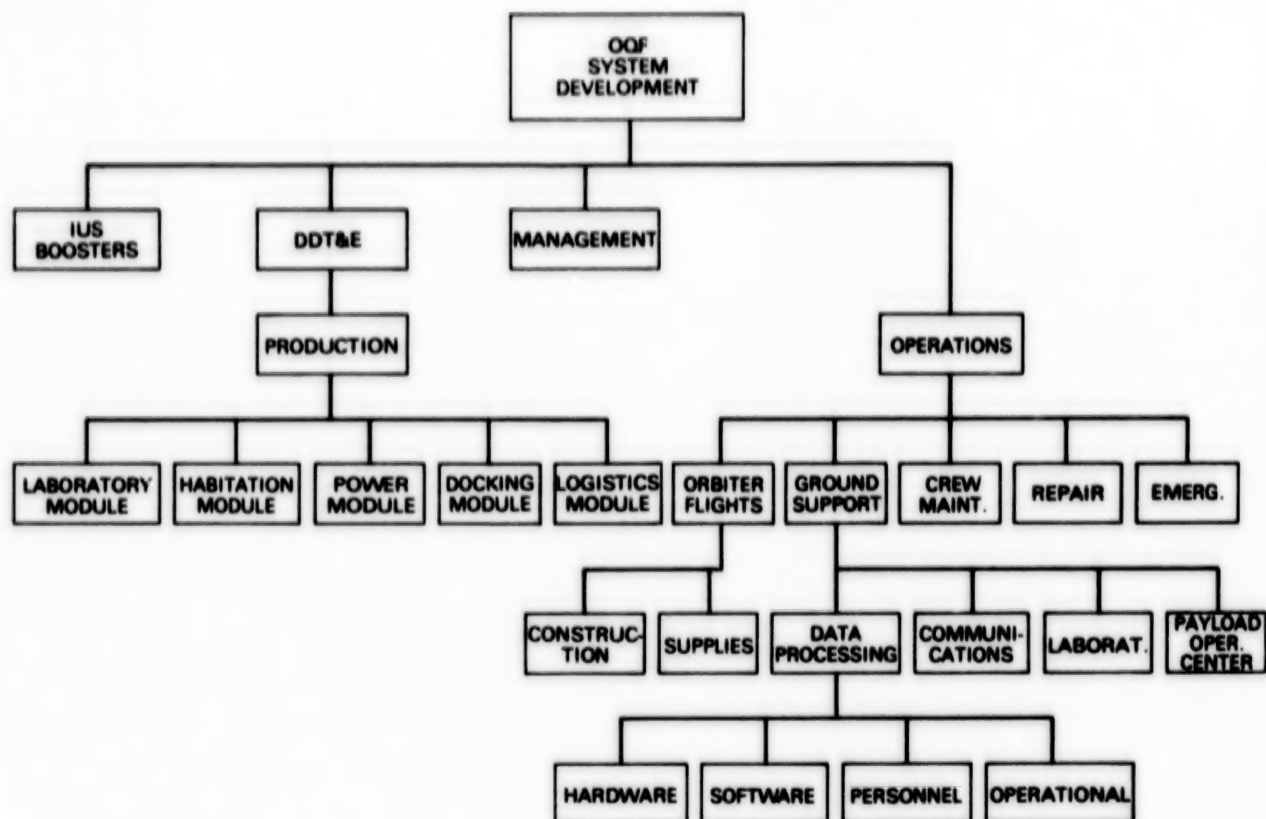 OQF
SYSTEM
DEVELOPMENT
IUS
BOOSTERS
DDT&E
MANAGEMENT
PRODUCTION
OPERATIONS
LABORATORY
MODULE
HABITATION
MODULE
POWER
MODULE
DOCKING
MODULE
LOGISTICS
MODULE
ORBITER
FLIGHTS
GROUND
SUPPORT
CREW
MAINT.
REPAIR
EMERG.
CONSTRUC-
TION
SUPPLIES
DATA
PROCESSING
COMMUNI-
CATIONS
LABORAT.
PAYLOAD
OPER.
CENTER
HARDWARE
SOFTWARE
PERSONNEL
OPERATIONAL